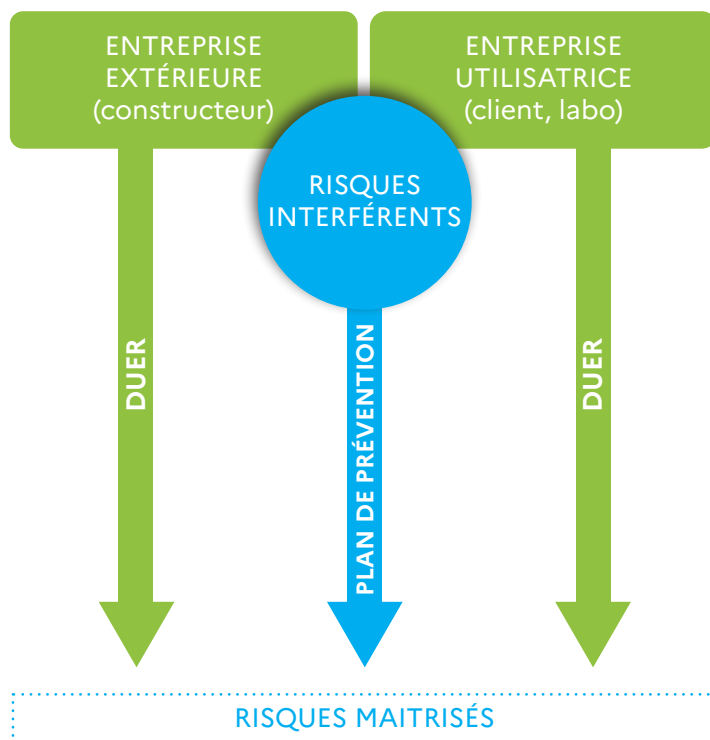 ENTREPRISE
EXTÉRIEURE
(constructeur)
ENTREPRISE
UTILISATRICE
(client, labo)
RISQUES
INTERFÉRENTS
DUER
PLAN DE PRÉVENTION
DUER
RISQUES MAITRISÉS